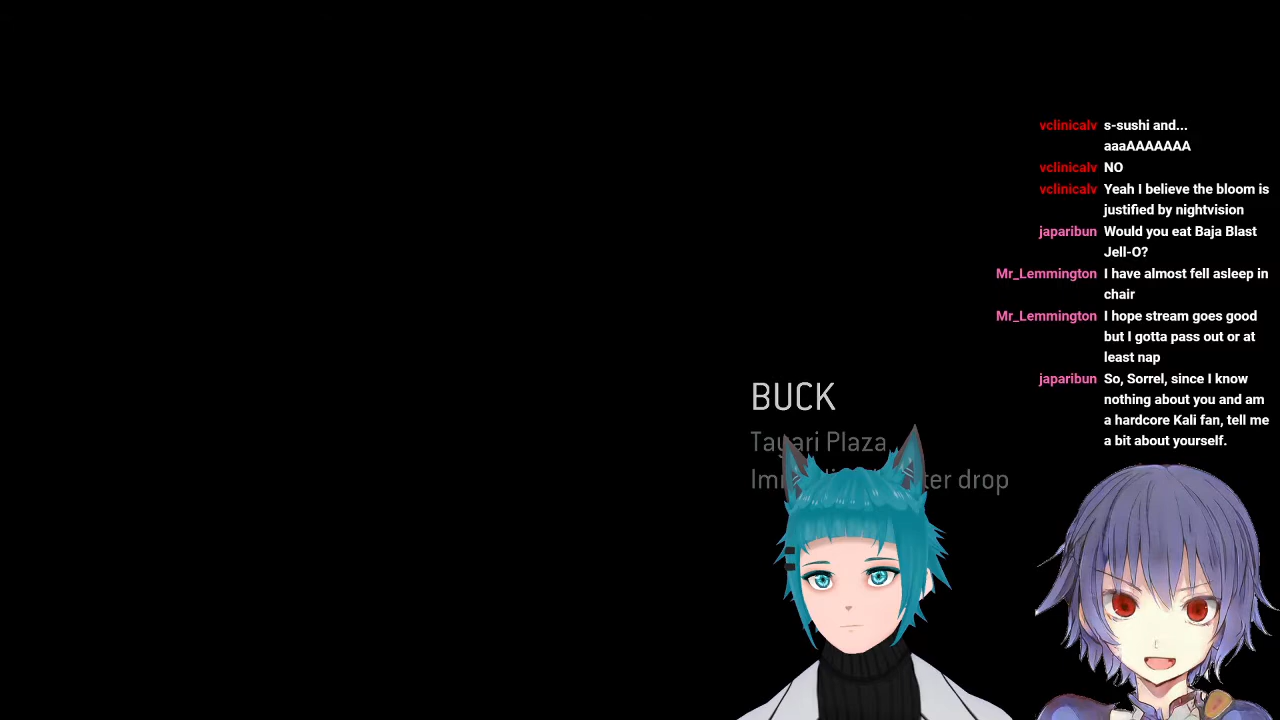 vclinicalv s-sushi and...
aaaAAAAAAA
vclinicalv NO
vclinicalv Yeah I believe the bloom is
justified by nightvision
japaribun Would you eat Baja Blast
Jell-O?
Mr_Lemmington I have almost fell asleep in
chair
Mr_Lemmington I hope stream goes good
but I gotta pass out or at
least nap
japaribun So, Sorrel, since I know
nothing about you and am
a hardcore Kali fan, tell me
a bit about yourself.
BUCK
Tayari Plaza
drop